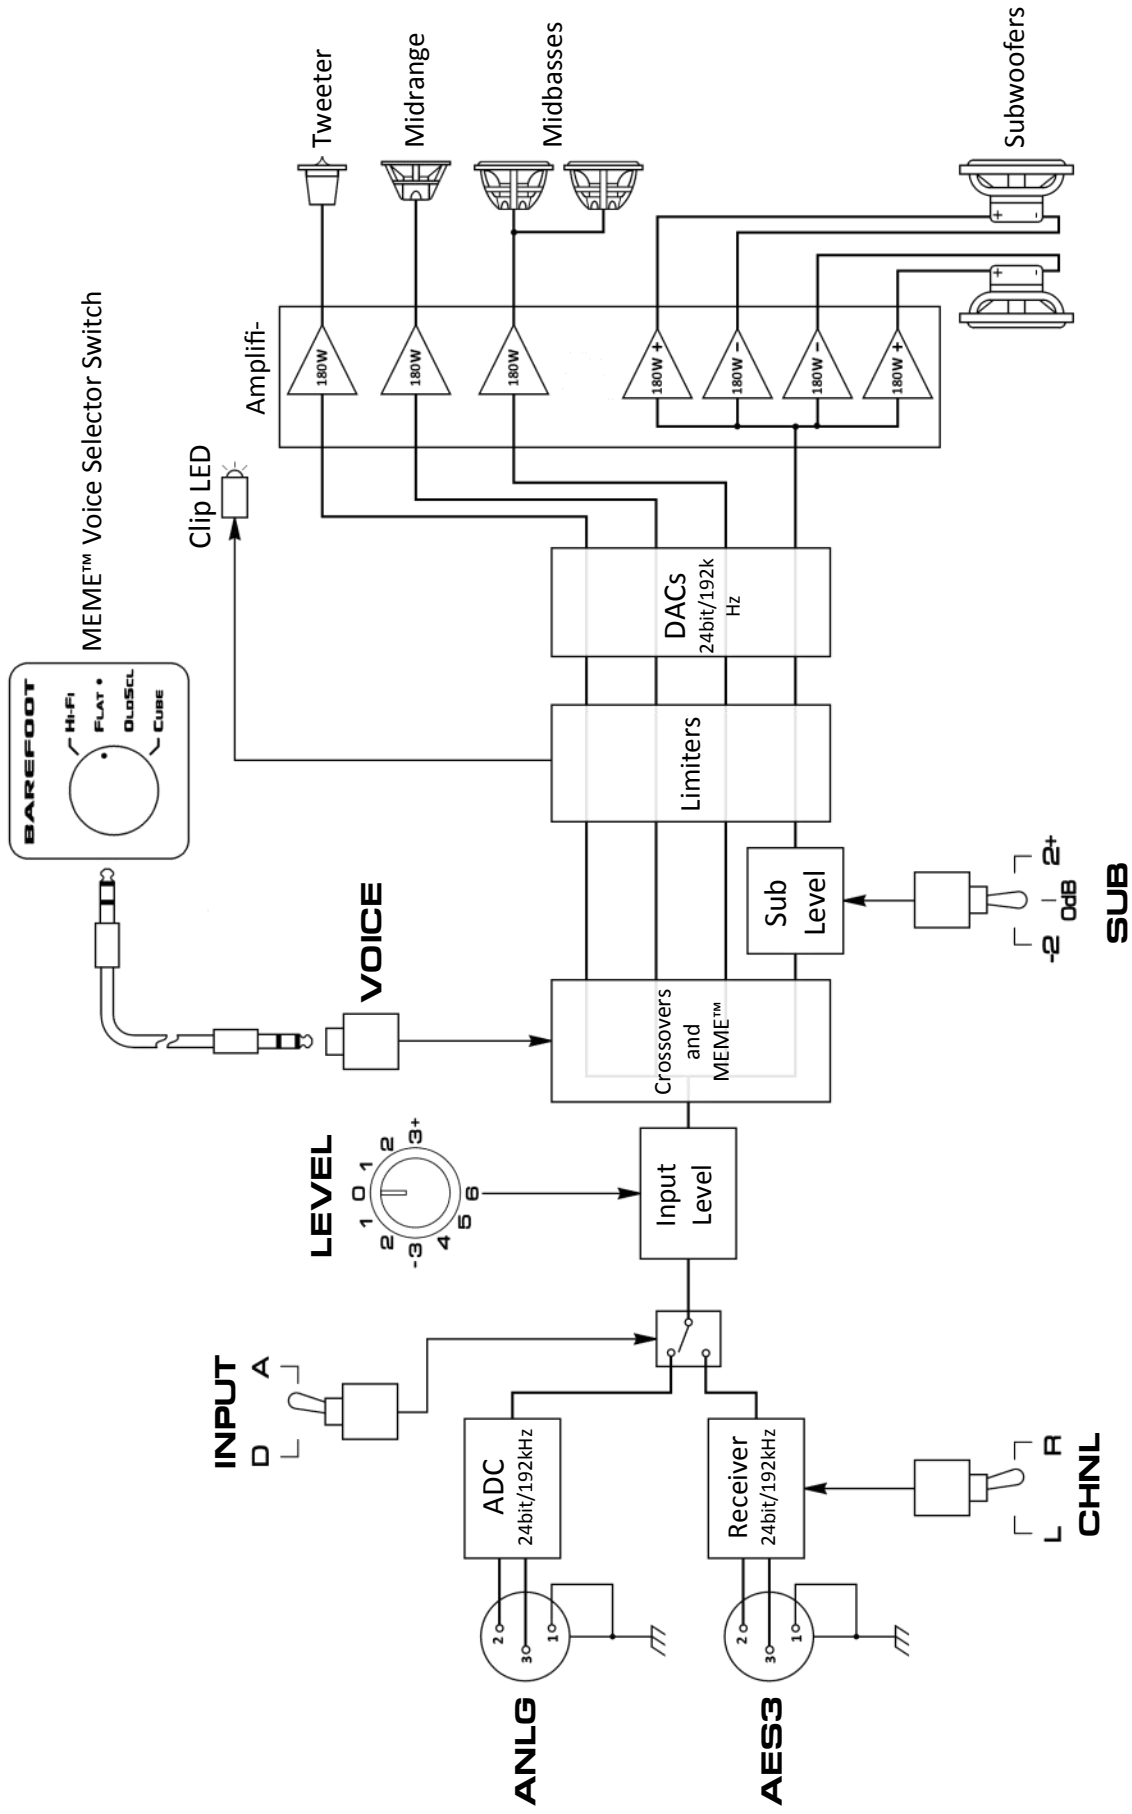 BAREFOOT
HI-FI
FLAT •
OLDSCL
CUBE
MEME™ Voice Selector Switch
INPUT
D
A
LEVEL
-3
2
1
0
1
2
3+
4
5
6
VOICE
Clip LED
Amplifi-
180W
Tweeter
180W
Midrange
180W
Midbasses
180W +
180W –
180W –
180W +
+
-
+
-
Subwoofers
ANLG
2
3
1
ADC
24bit/192kHz
AES3
2
3
1
Receiver
24bit/192kHz
Input
Level
Crossovers
and
MEME™
Sub
Level
Limiters
DACs
24bit/192k
Hz
L
R
CHNL
-2
0dB
2+
SUB